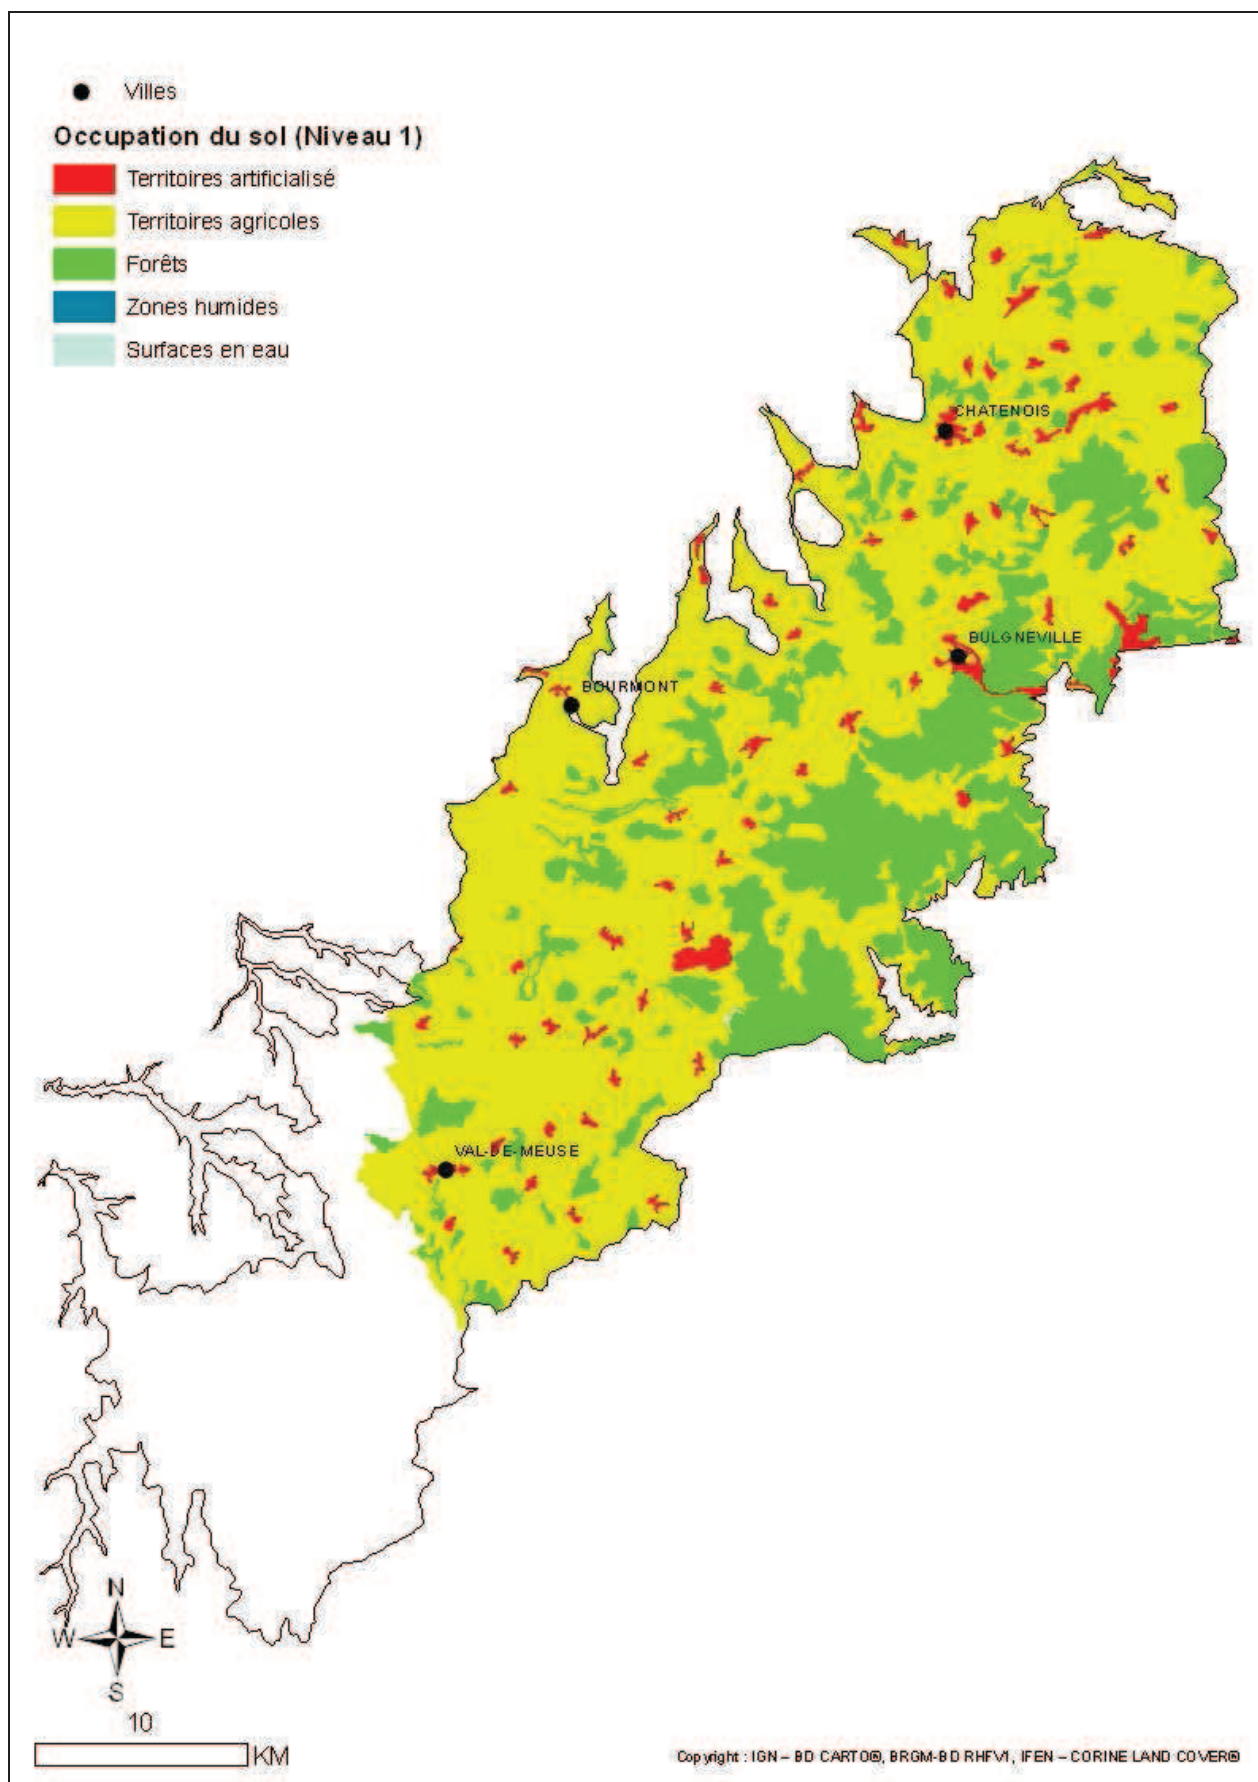 Villes
Occupation du sol (Niveau 1)
Territoires artificialisé
Territoires agricoles
Forêts
Zones humides
Surfaces en eau
CHATENOIS
BULGNEVILLE
BOURMONT
VAL-DE-MEUSE
N
W E
S
10
KM
Copyright : IGN – BD CARTO®, BRGM-BD RHFV1, IFEN – CORINE LAND COVER®